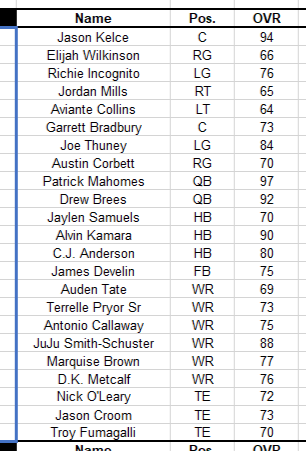 Name Pos. OVR
Jason Kelce C 94
Elijah Wilkinson RG 66
Richie Incognito LG 76
Jordan Mills RT 65
Aviante Collins LT 64
Garrett Bradbury C 73
Joe Thuney LG 84
Austin Corbett RG 70
Patrick Mahomes QB 97
Drew Brees QB 92
Jaylen Samuels HB 70
Alvin Kamara HB 90
C.J. Anderson HB 80
James Develin FB 75
Auden Tate WR 69
Terrelle Pryor Sr WR 73
Antonio Callaway WR 75
JuJu Smith-Schuster WR 88
Marquise Brown WR 77
D.K. Metcalf WR 76
Nick O'Leary TE 72
Jason Croom TE 73
Troy Fumagalli TE 70
Name Pos. OVR